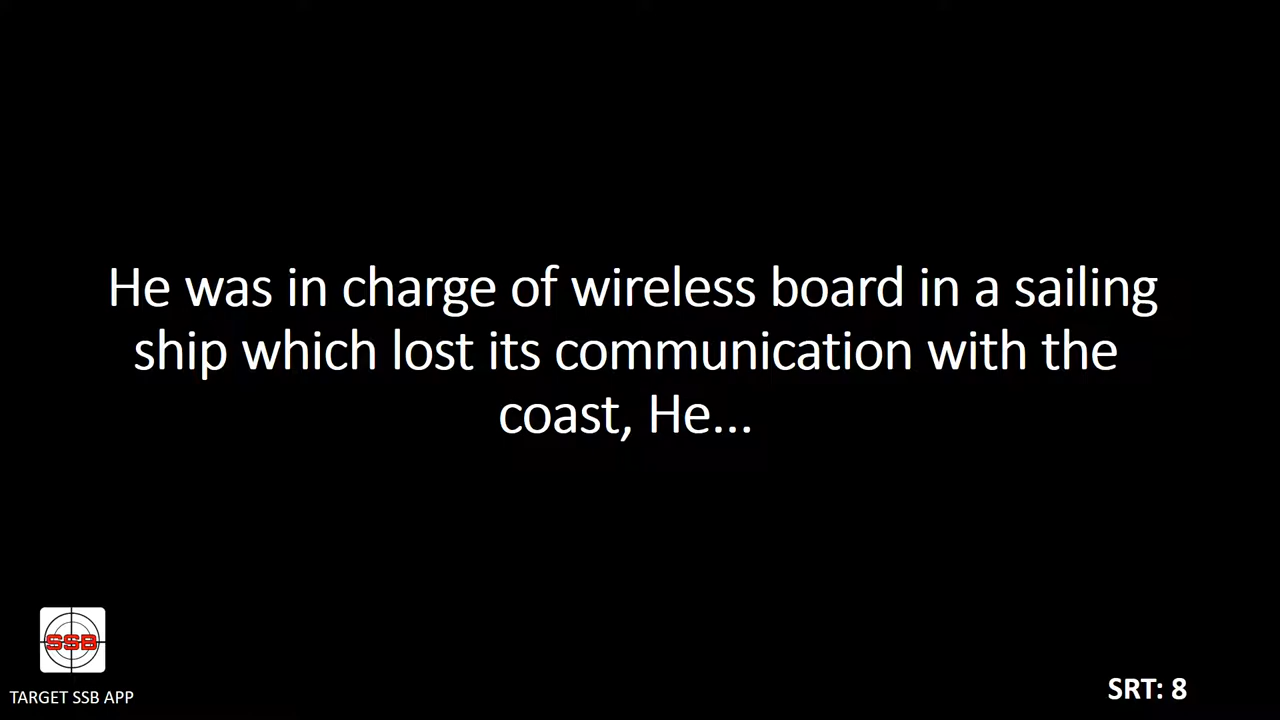 He was in charge of wireless board in a sailing
ship which lost its communication with the
coast, He...
SSB
TARGET SSB APP
SRT: 8